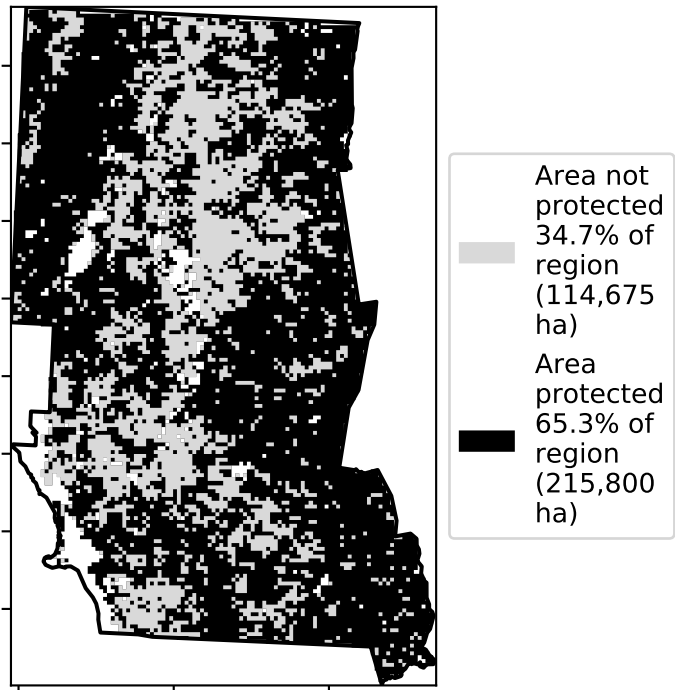 Area not
protected
34.7% of
region
(114,675
ha)
Area
protected
65.3% of
region
(215,800
ha)